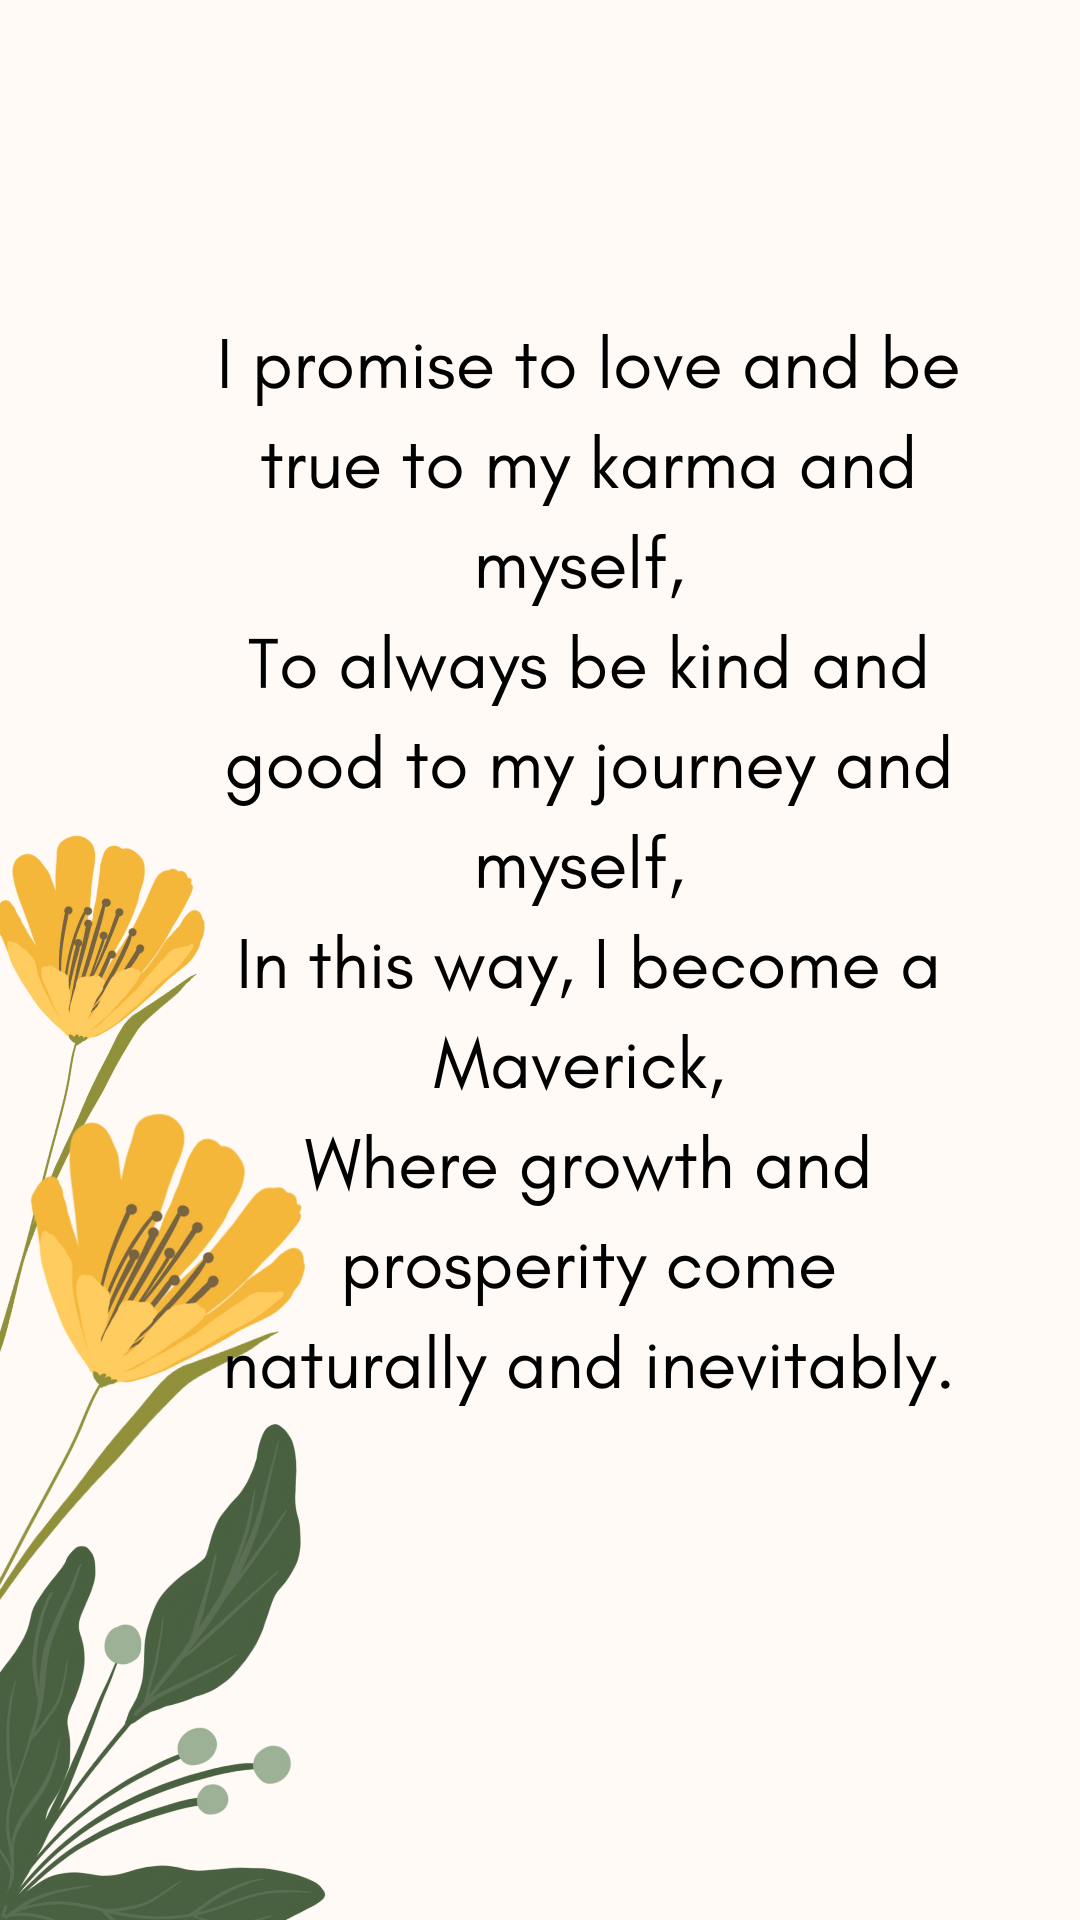 I promise to love and be
true to my karma and
myself,
To always be kind and
good to my journey and
myself,
In this way, I become a
Maverick,
Where growth and
prosperity come
naturally and inevitably.